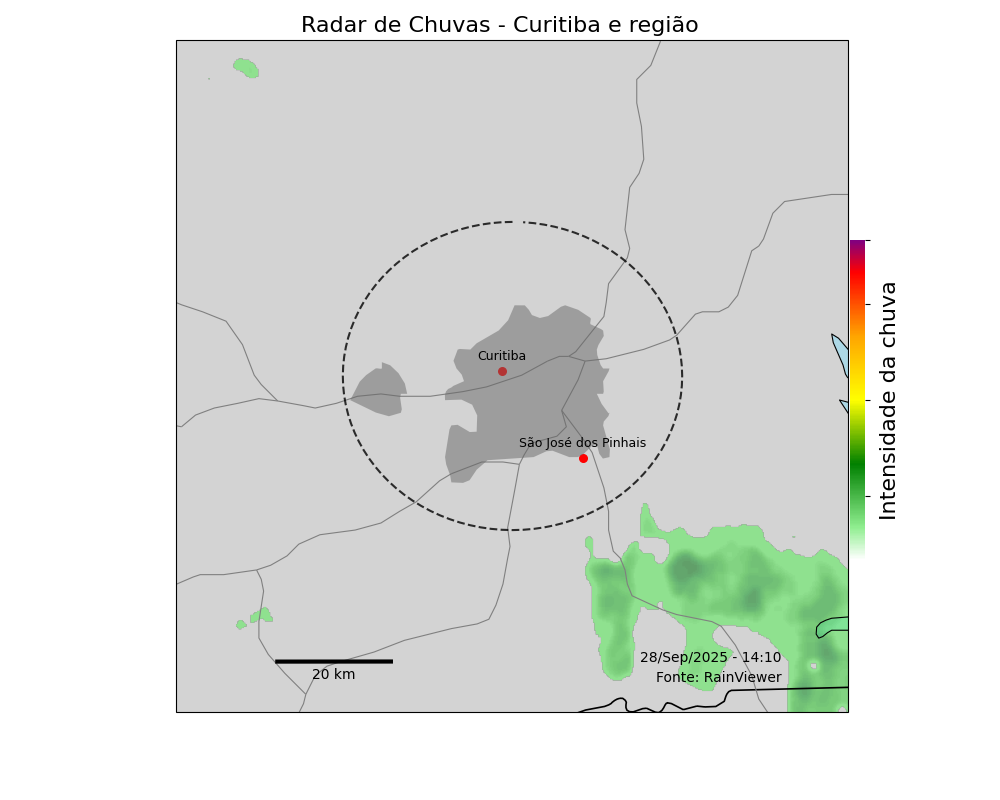 Radar de Chuvas - Curitiba e região
Curitiba
São José dos Pinhais
Intensidade da chuva
28/Sep/2025 - 14:10
Fonte: RainViewer
20 km